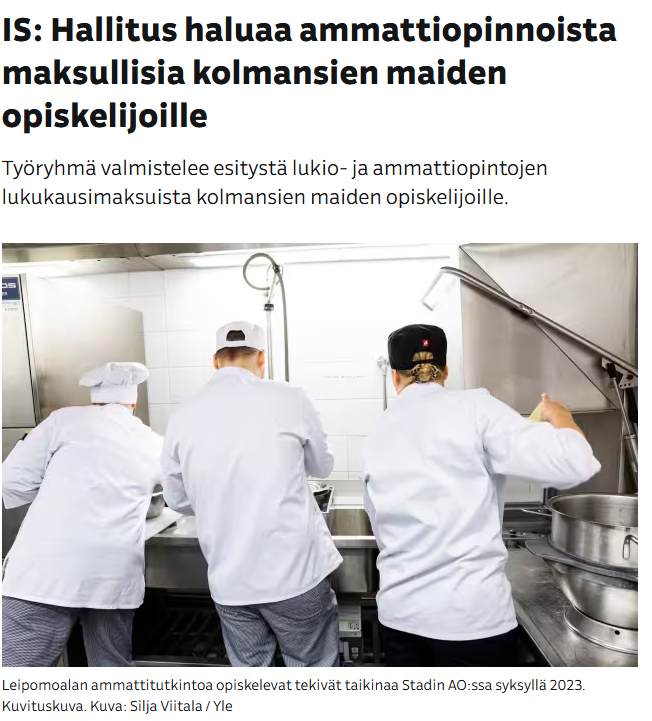 IS: Hallitus haluaa ammattiopinnoista
maksullisia kolmansien maiden
opiskelijoille
Työryhmä valmistelee esitystä lukio- ja ammattiopintojen
lukukausimaksuista kolmansien maiden opiskelijoille.
Leipomoalan ammattitutkintoa opiskelevat tekivät taikinaa Stadin AO:ssa syksyllä 2023.
Kuvituskuva. Kuva: Silja Viitala / Yle